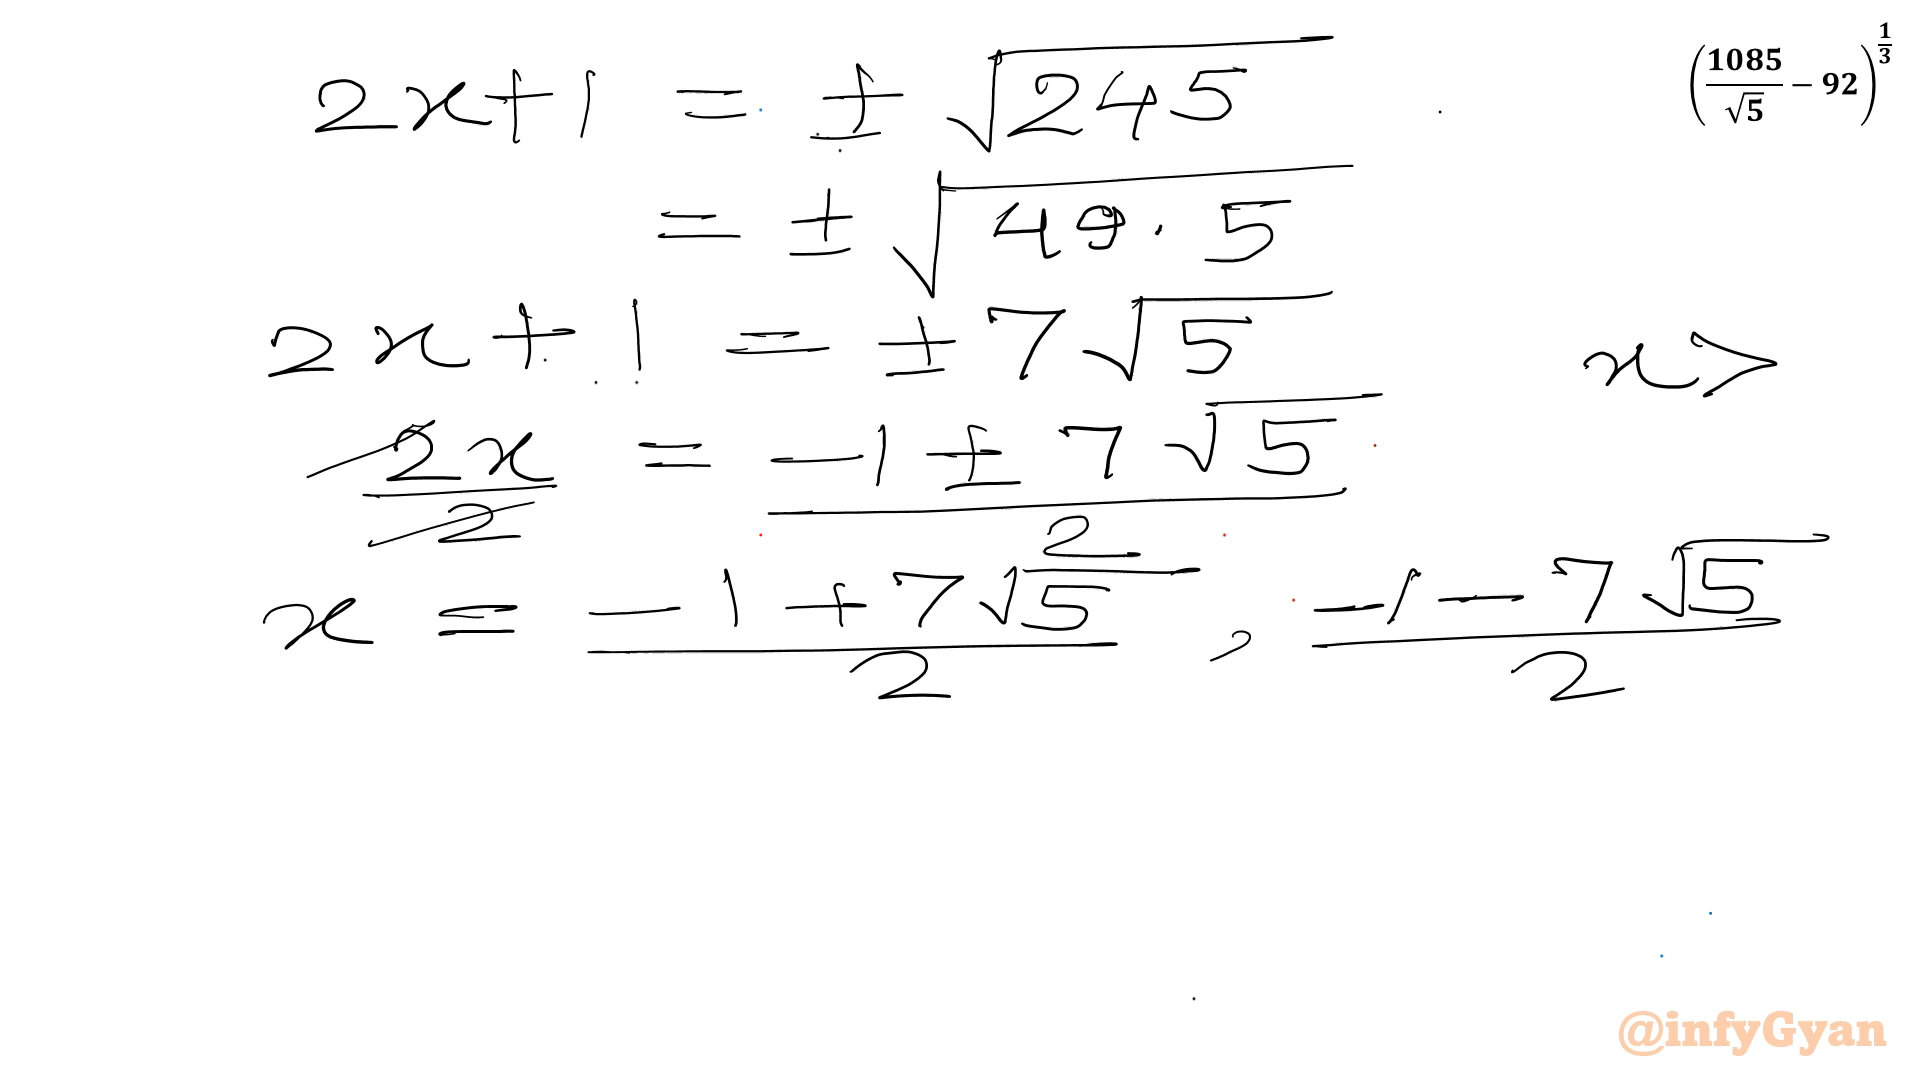 2x+1 = ± √245
(1085/√5 − 92)^1/3
= ± √49·5
2x+1 = ± 7√5
x >
2x/2 = −1 ± 7√5/2
x = −1+7√5/2 , −1−7√5/2
@infyGyan